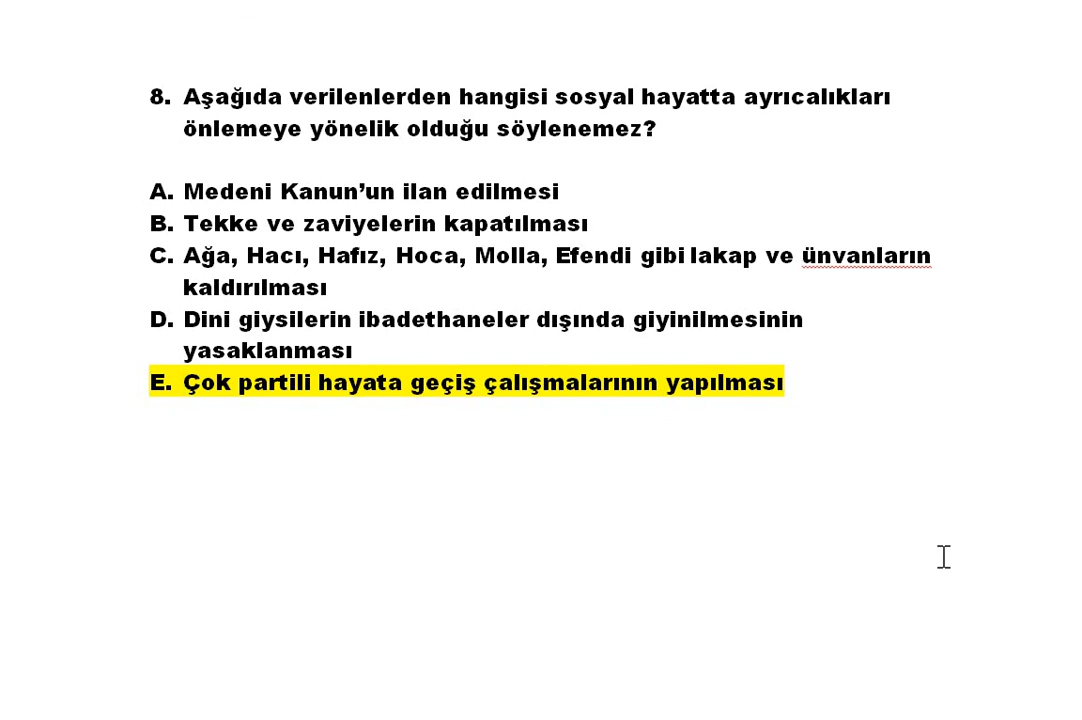 8. Aşağıda verilenlerden hangisi sosyal hayatta ayrıcalıkları
önlemeye yönelik olduğu söylenemez?
A. Medeni Kanun’un ilan edilmesi
B. Tekke ve zaviyelerin kapatılması
C. Ağa, Hacı, Hafız, Hoca, Molla, Efendi gibi lakap ve ünvanların
kaldırılması
D. Dini giysilerin ibadethaneler dışında giyinilmesinin
yasaklanması
E. Çok partili hayata geçiş çalışmalarının yapılması